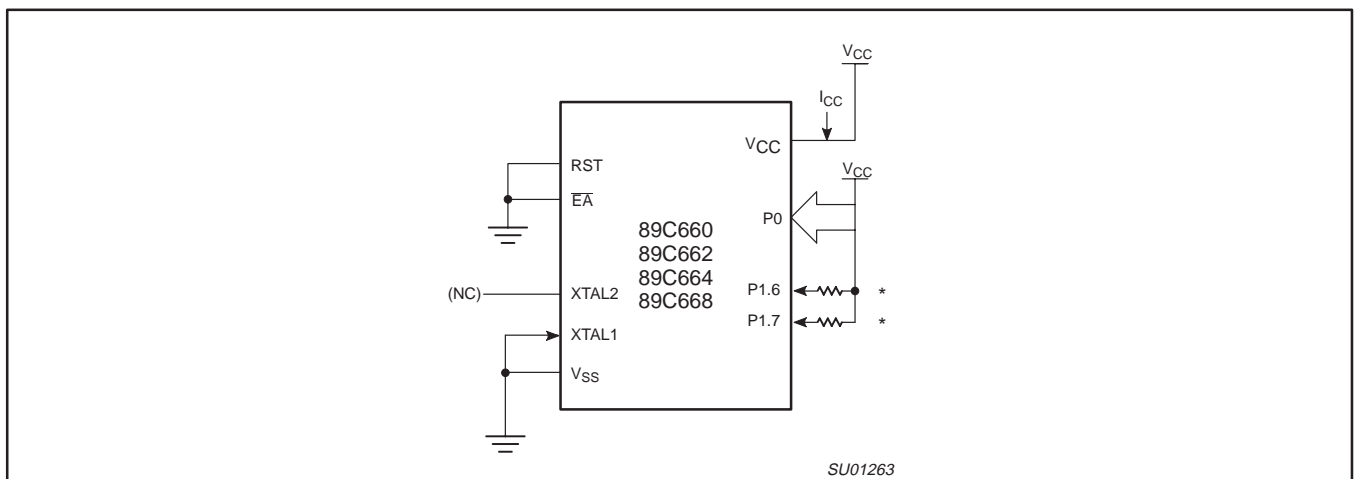 VCC
ICC
VCC
RST
EA
VCC
P0
89C660
89C662
89C664
89C668
(NC)
XTAL2
XTAL1
VSS
P1.6
*
P1.7
*
SU01263